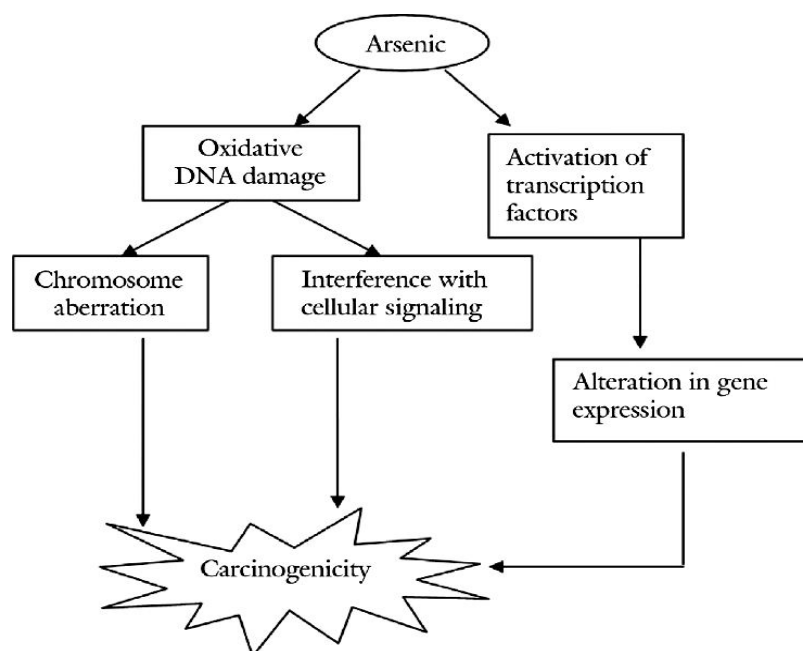 Arsenic
Oxidative
DNA damage
Activation of
transcription
factors
Chromosome
aberration
Interference with
cellular signaling
Alteration in gene
expression
Carcinogenicity